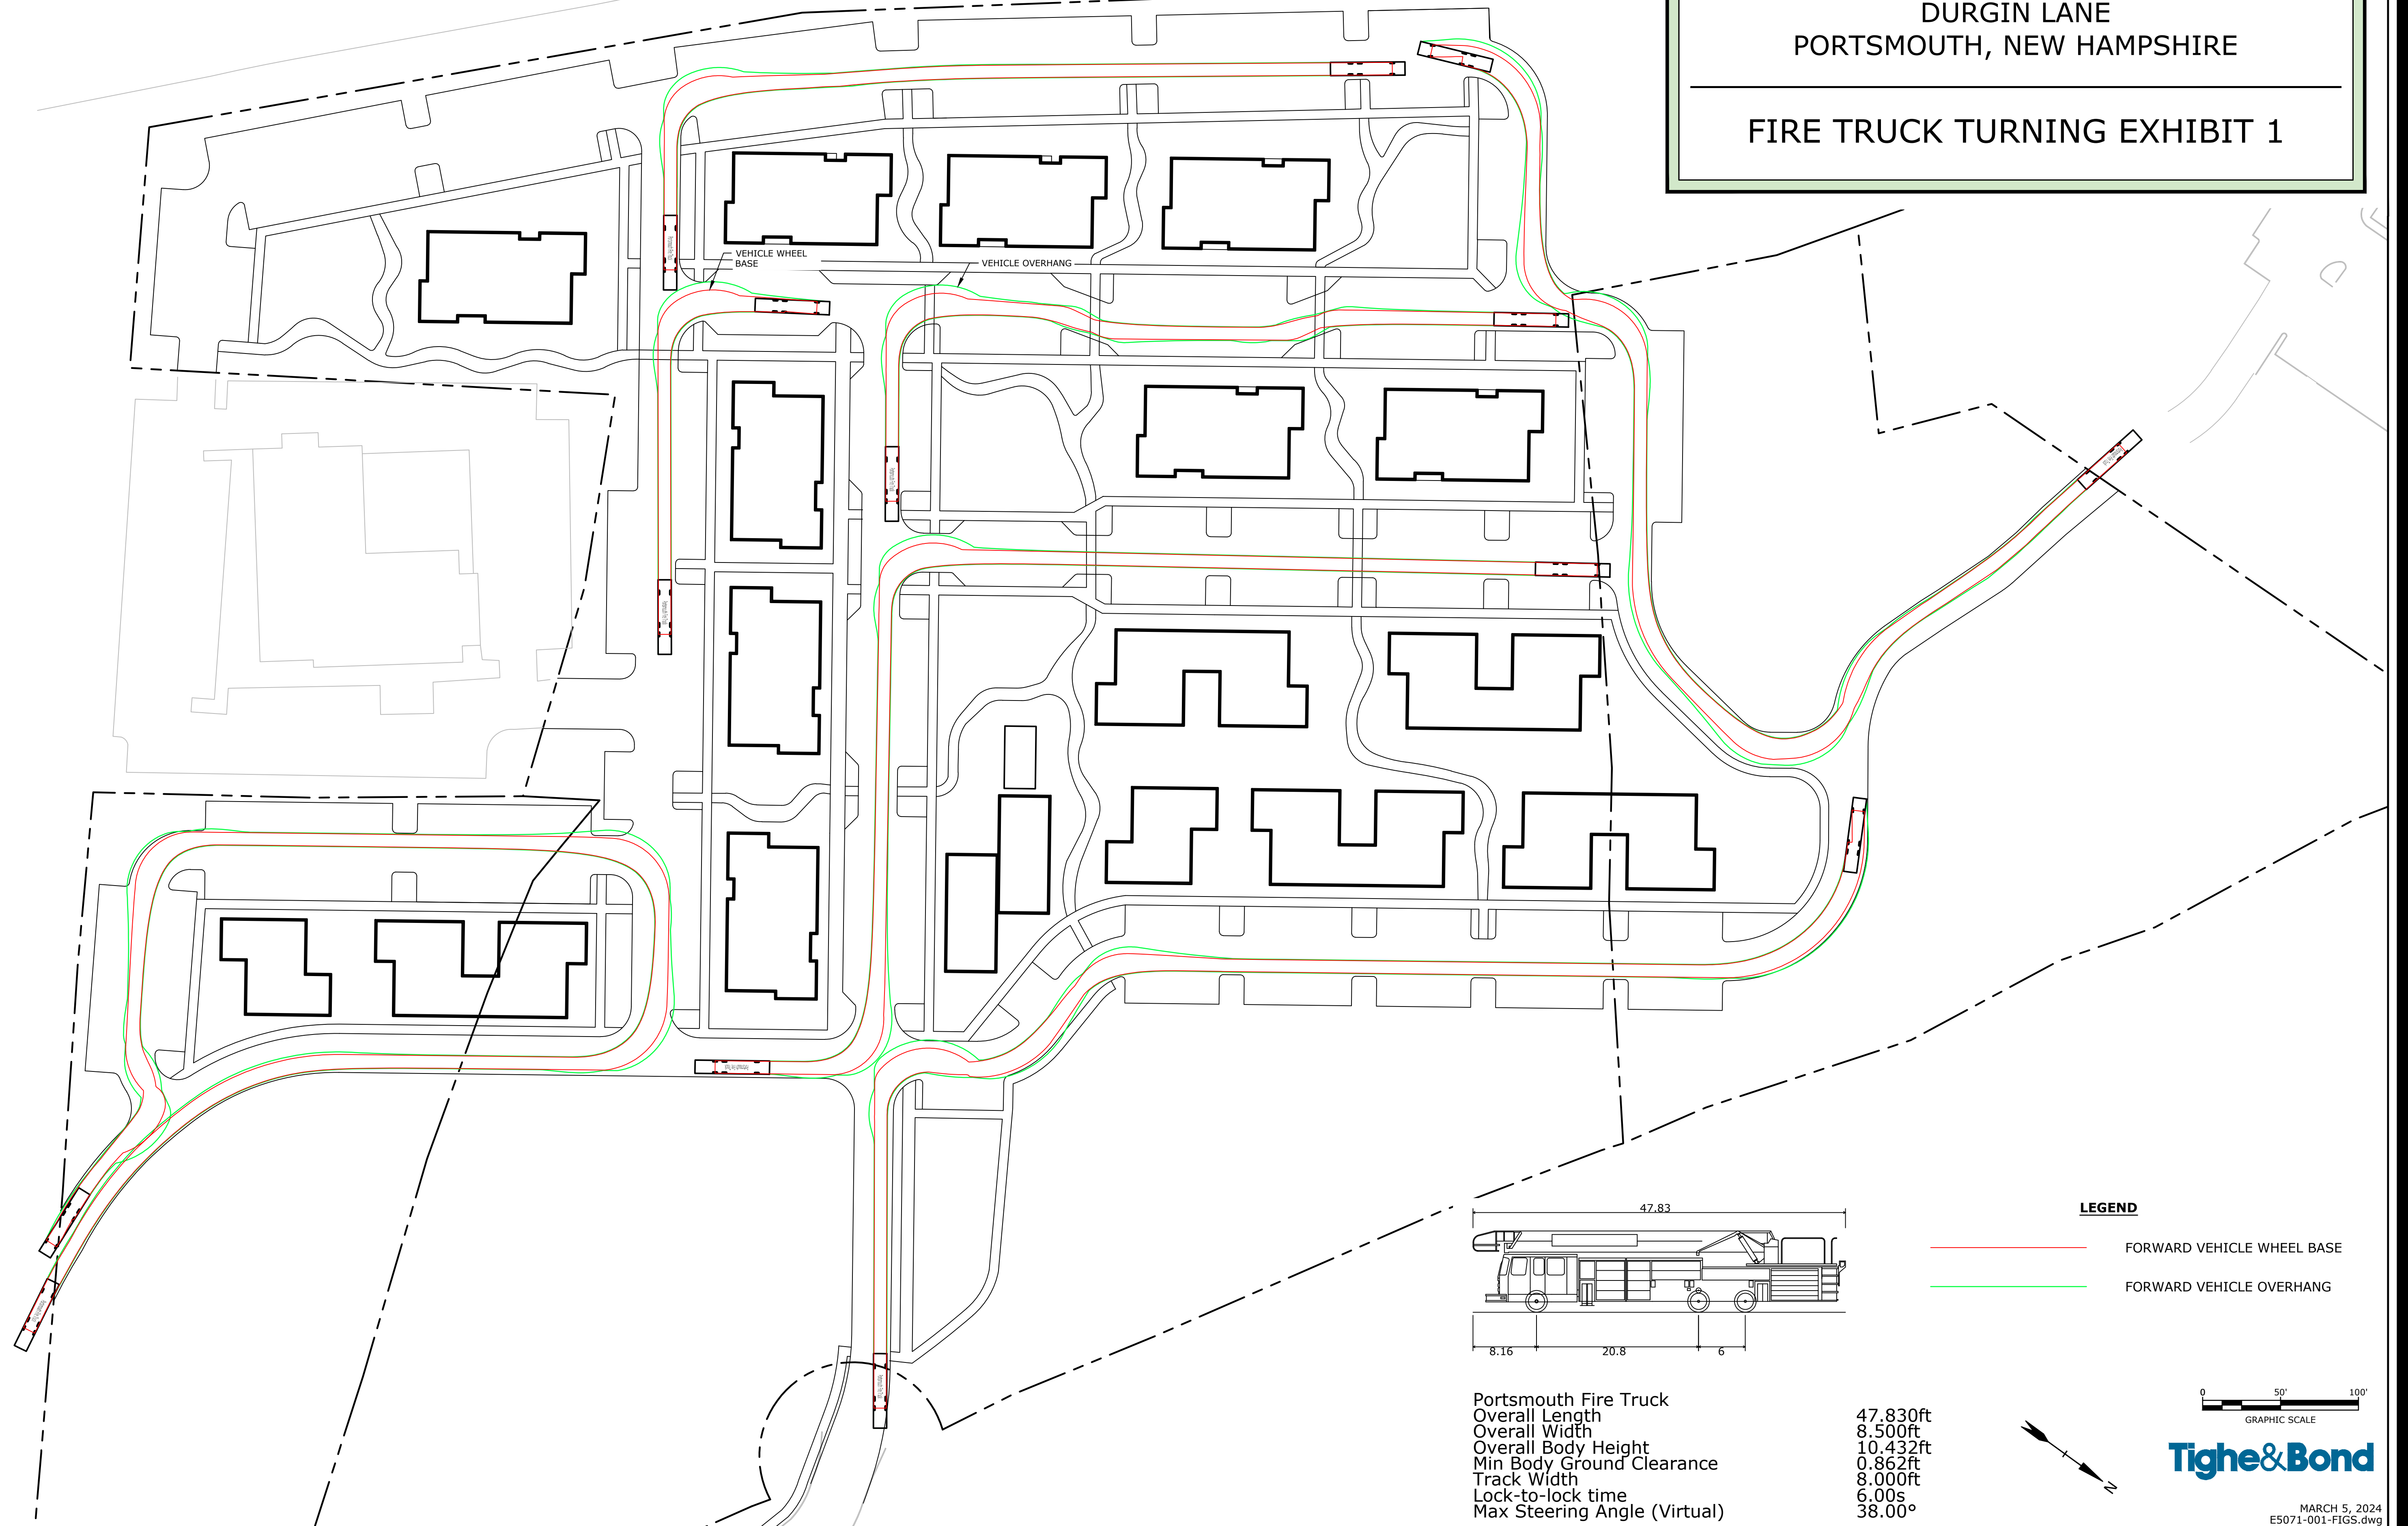 DURGIN LANE
PORTSMOUTH, NEW HAMPSHIRE
FIRE TRUCK TURNING EXHIBIT 1
VEHICLE WHEEL
BASE
VEHICLE OVERHANG
47.83
8.16
20.8
6
LEGEND
FORWARD VEHICLE WHEEL BASE
FORWARD VEHICLE OVERHANG
Portsmouth Fire Truck
Overall Length 47.830ft
Overall Width 8.500ft
Overall Body Height 10.432ft
Min Body Ground Clearance 0.862ft
Track Width 8.000ft
Lock-to-lock time 6.00s
Max Steering Angle (Virtual) 38.00°
N
0 50' 100'
GRAPHIC SCALE
Tighe&Bond
MARCH 5, 2024
E5071-001-FIGS.dwg